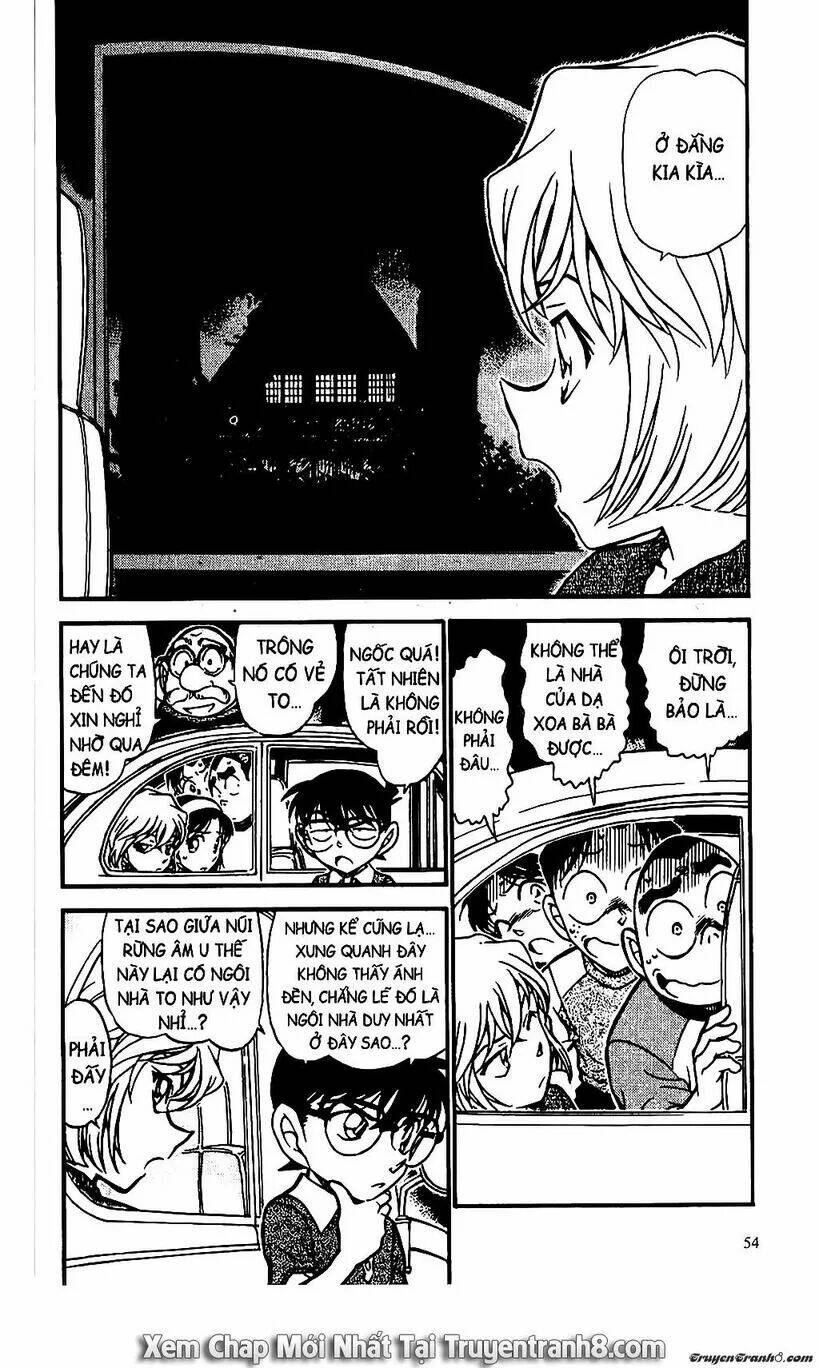 Ở ĐẰNG
KIA KÌA...
ÔI TRỜI,
ĐỪNG
BẢO LÀ...
KHÔNG THỂ
LÀ NHÀ
CỦA DẠ
XOA BÀ BÀ
ĐƯỢC...
KHÔNG
PHẢI
ĐÂU...
NGỐC QUÁ!
TẤT NHIÊN
LÀ KHÔNG
PHẢI RỒI!
TRÔNG
NÓ CÓ VẺ
TO...
HAY LÀ
CHÚNG TA
ĐẾN ĐÓ
XIN NGHỈ
NHỜ QUA
ĐÊM!
NHƯNG KỂ CŨNG LẠ...
XUNG QUANH ĐÂY
KHÔNG THẤY ÁNH
ĐÈN, CHẲNG LẼ ĐÓ LÀ
NGÔI NHÀ DUY NHẤT
Ở ĐÂY SAO...?
TẠI SAO GIỮA NÚI
RỪNG ÂM U THẾ
NÀY LẠI CÓ NGÔI
NHÀ TO NHƯ VẬY
NHỈ...?
PHẢI
ĐẤY
...
54
Xem Chap Mới Nhất Tại Truyentranh8.com
TruyenTranh8.com